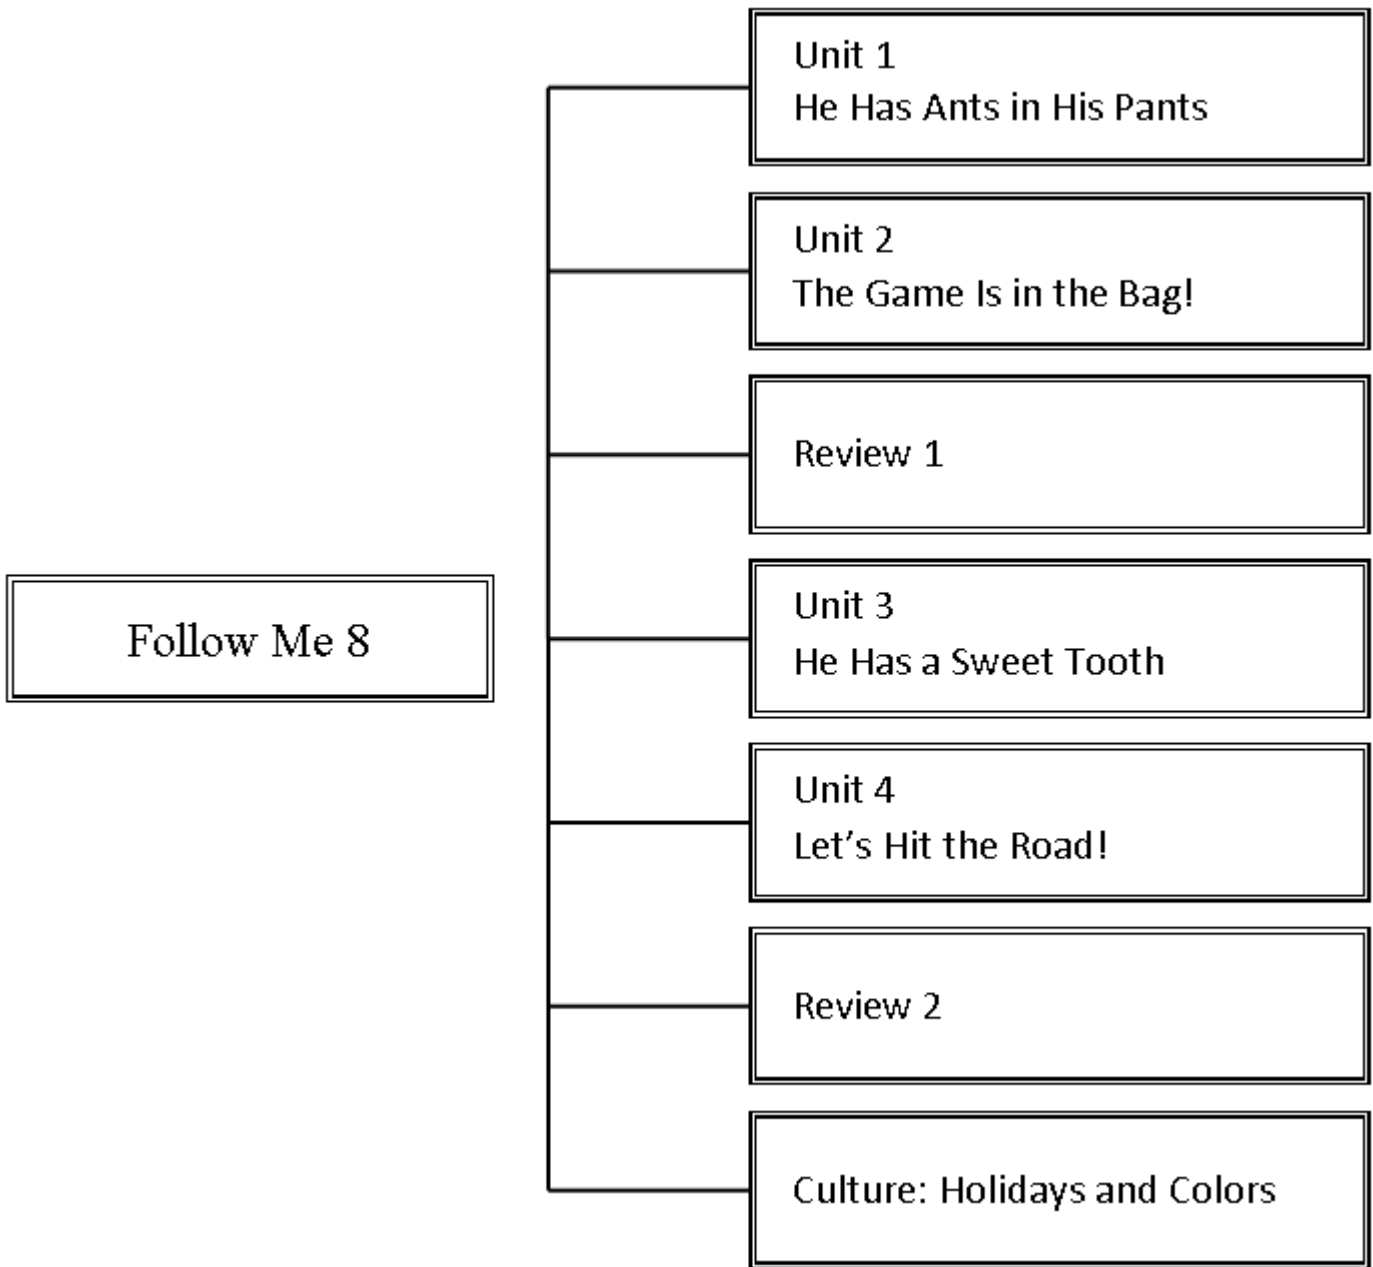 Follow Me 8
Unit 1
He Has Ants in His Pants
Unit 2
The Game Is in the Bag!
Review 1
Unit 3
He Has a Sweet Tooth
Unit 4
Let’s Hit the Road!
Review 2
Culture: Holidays and Colors